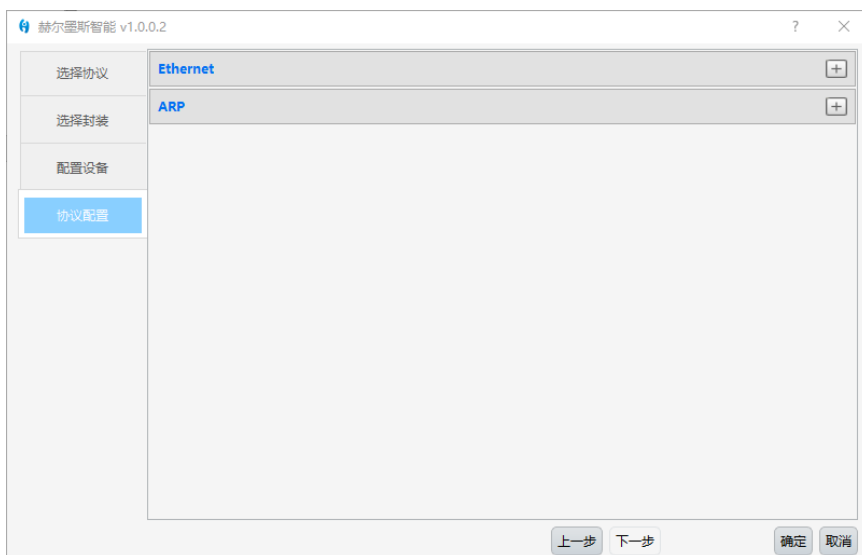 赫尔墨斯智能 v1.0.0.2
选择协议
选择封装
配置设备
协议配置
Ethernet
ARP
上一步 下一步 确定 取消